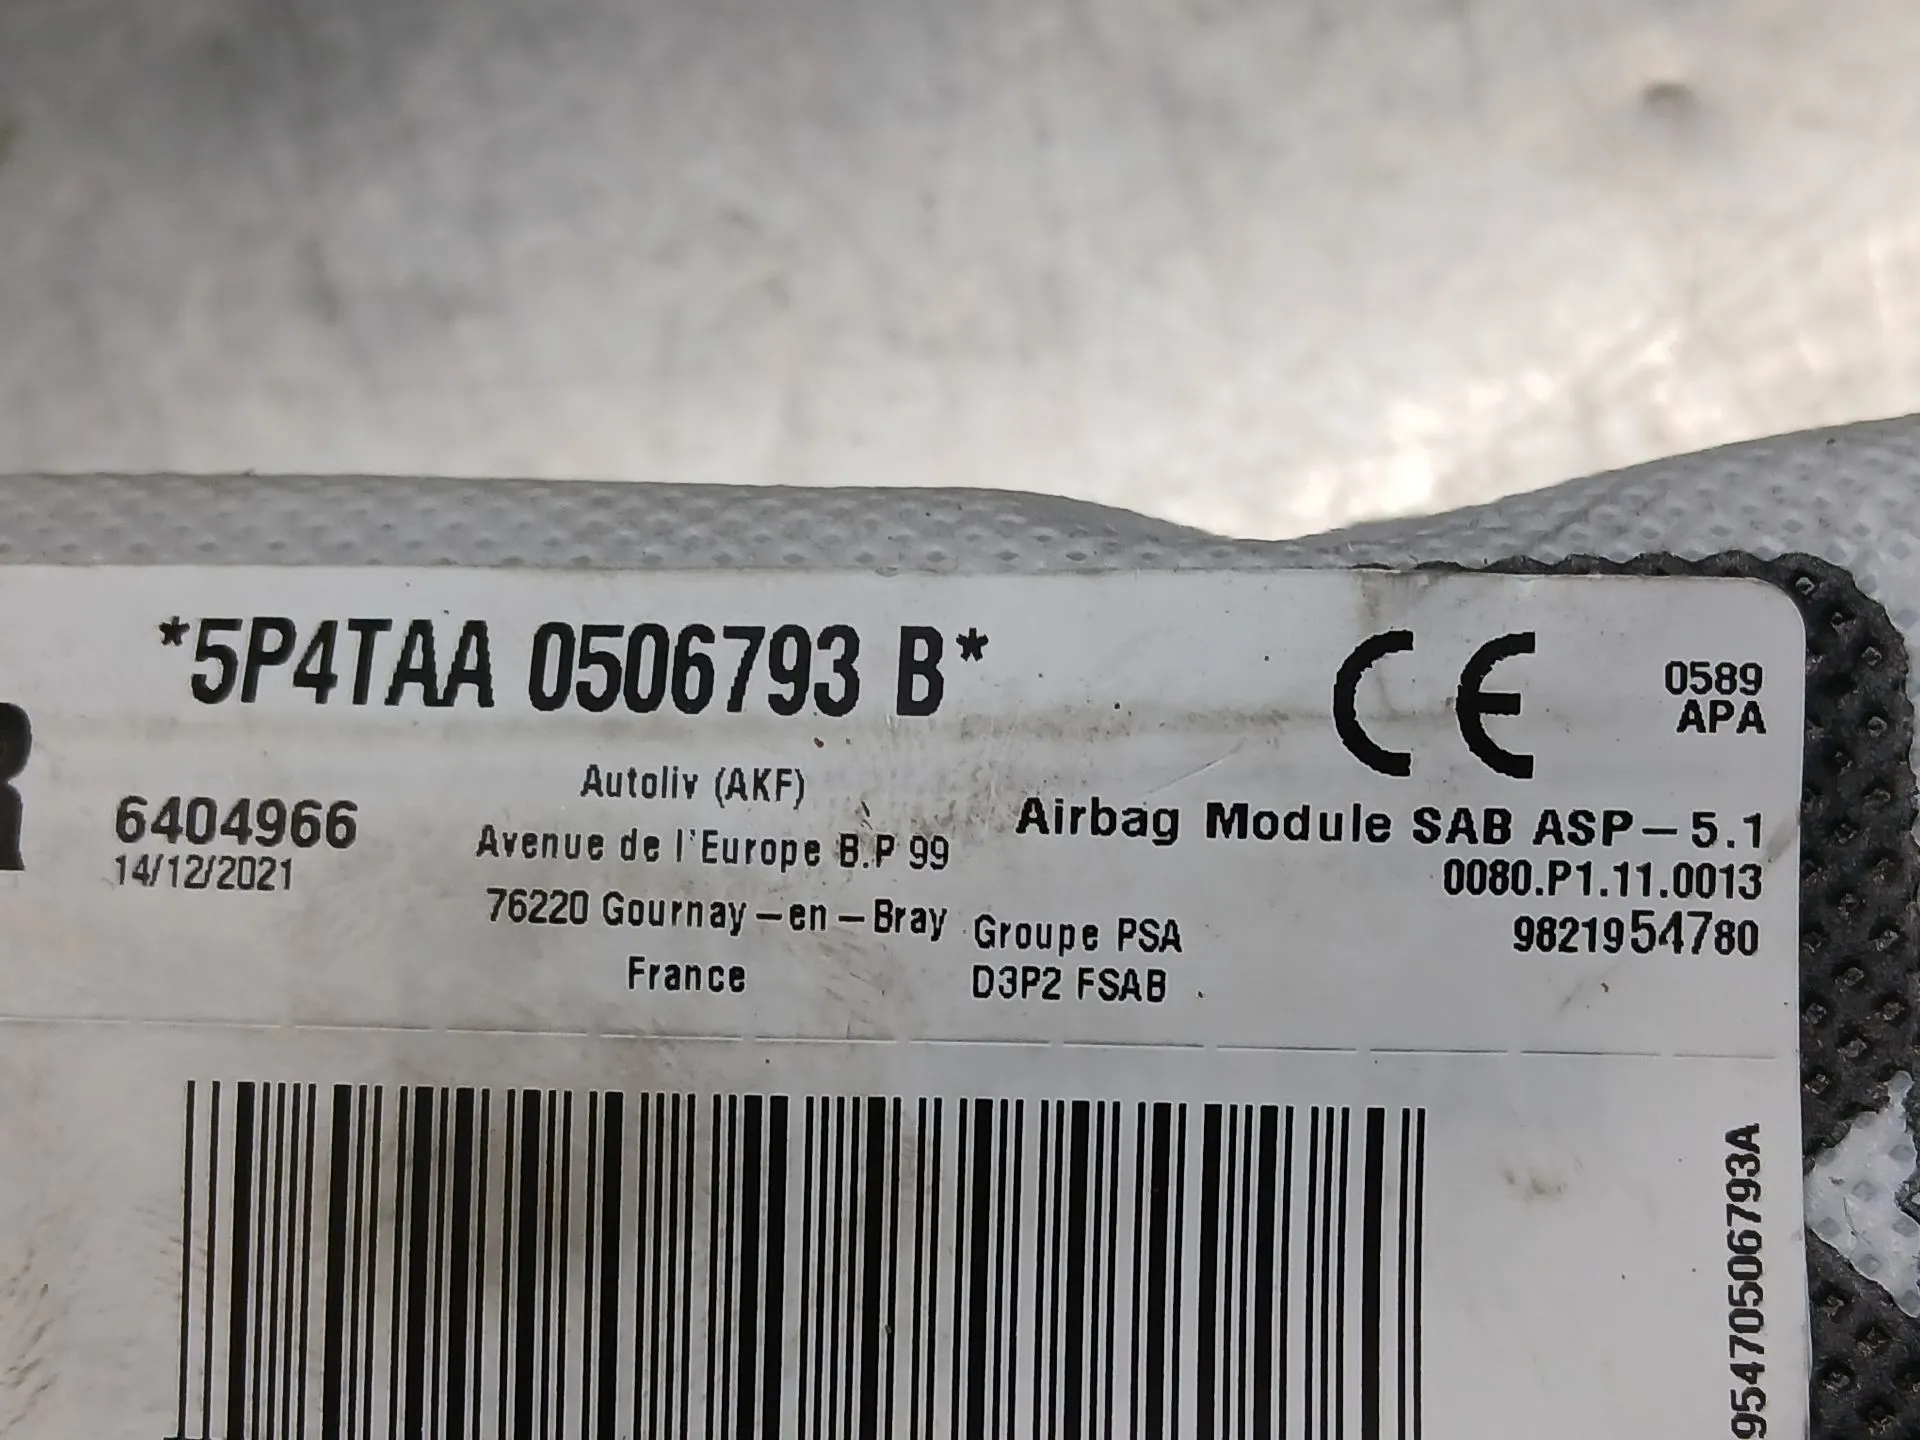 *5P4TAA 0506793 B*
CE
0589
APA
R
6404966
14/12/2021
Autoliv (AKF)
Avenue de l'Europe B.P 99
76220 Gournay-en-Bray
France
Groupe PSA
D3P2 FSAB
Airbag Module SAB ASP-5.1
0080.P1.11.0013
9821954780
9547050506793A